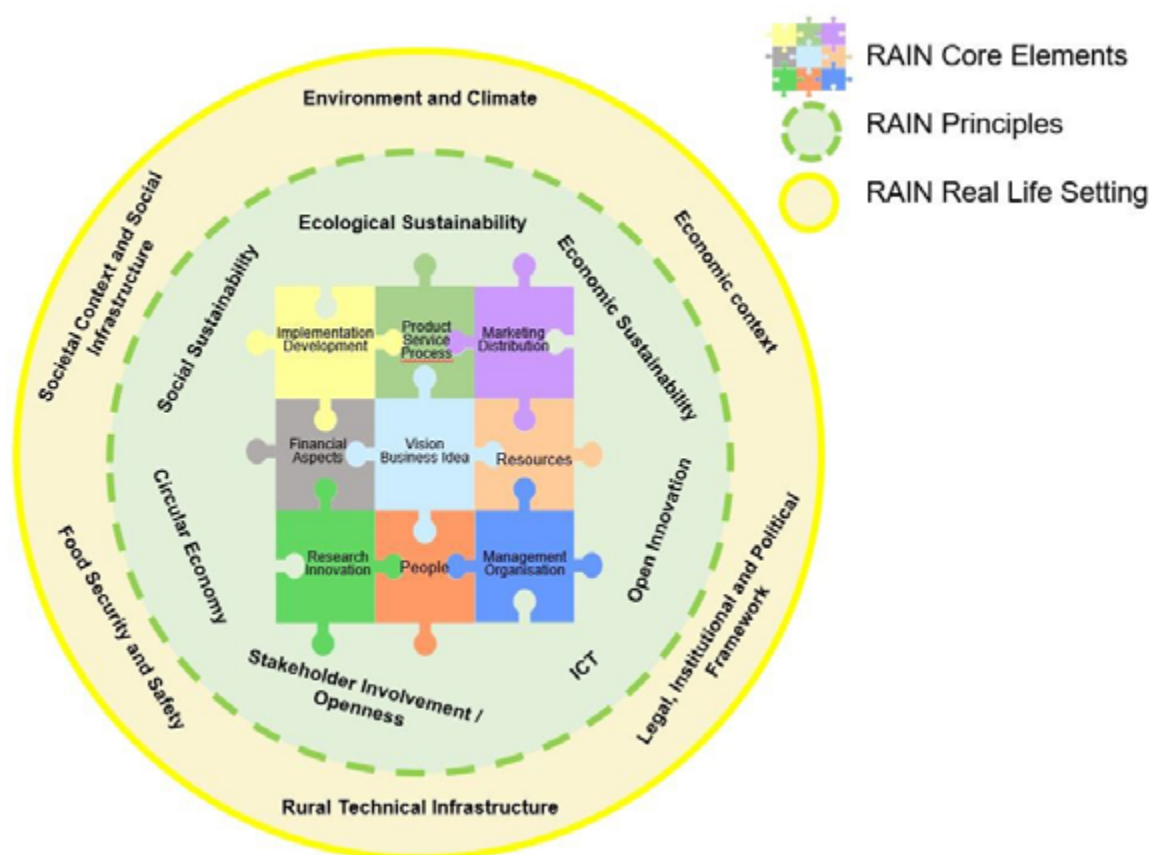 RAIN Core Elements
RAIN Principles
RAIN Real Life Setting
Environment and Climate
Societal Context and Social
Infrastructure
Economic context
Ecological Sustainability
Social Sustainability
Economic Sustainability
Implementation
Development
Product
Service
Process
Marketing
Distribution
Financial
Aspects
Vision
Business Idea
Resources
Research
Innovation
People
Management
Organisation
Circular Economy
Open Innovation
Stakeholder Involvement /
Openness
ICT
Food Security and Safety
Legal, Institutional and Political
Framework
Rural Technical Infrastructure